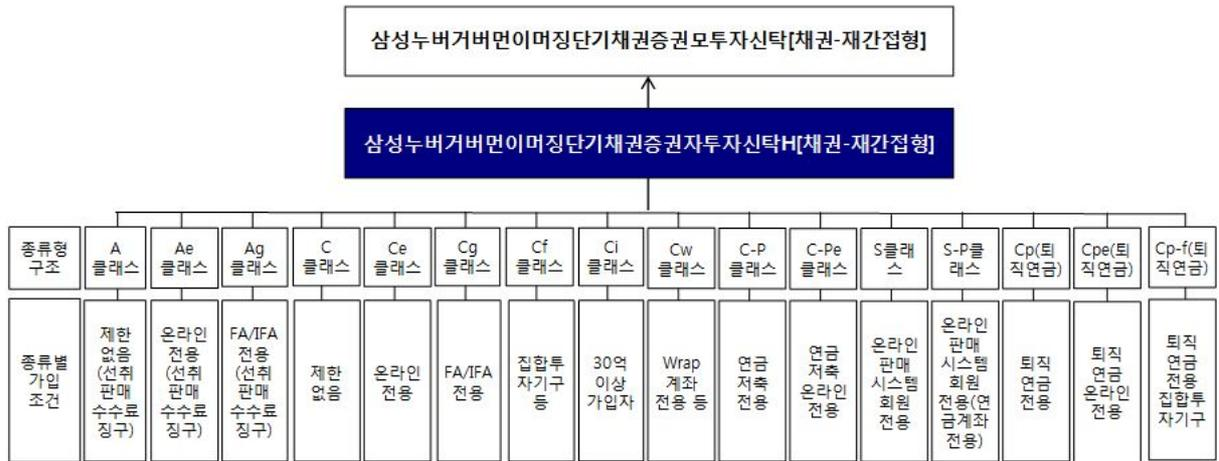 삼성누버거버먼이머징단기채권증권모투자신탁[채권-재간접형]
삼성누버거버먼이머징단기채권증권자투자신탁H[채권-재간접형]
종류형
구조
A
클래스
Ae
클래스
Ag
클래스
C
클래스
Ce
클래스
Cg
클래스
Cf
클래스
Ci
클래스
Cw
클래스
C-P
클래스
C-Pe
클래스
S클래
스
S-P클
래스
Cp(퇴
직연금)
Cpe(퇴
직연금)
Cp-f(퇴
직연금)
종류별
가입
조건
제한
없음
(선취
판매
수수료
징구)
온라인
전용
(선취
판매
수수료
징구)
FA/IFA
전용
(선취
판매
수수료
징구)
제한
없음
온라인
전용
FA/IFA
전용
집합투
자기구
등
30억
이상
가입자
Wrap
계좌
전용 등
연금
저축
전용
연금
저축
온라인
전용
온라인
판매
시스템
회원
전용
온라인
판매
시스템
회원
전용(연
금계좌
전용)
퇴직
연금
전용
퇴직
연금
온라인
전용
퇴직
연금
전용
집합투
자기구